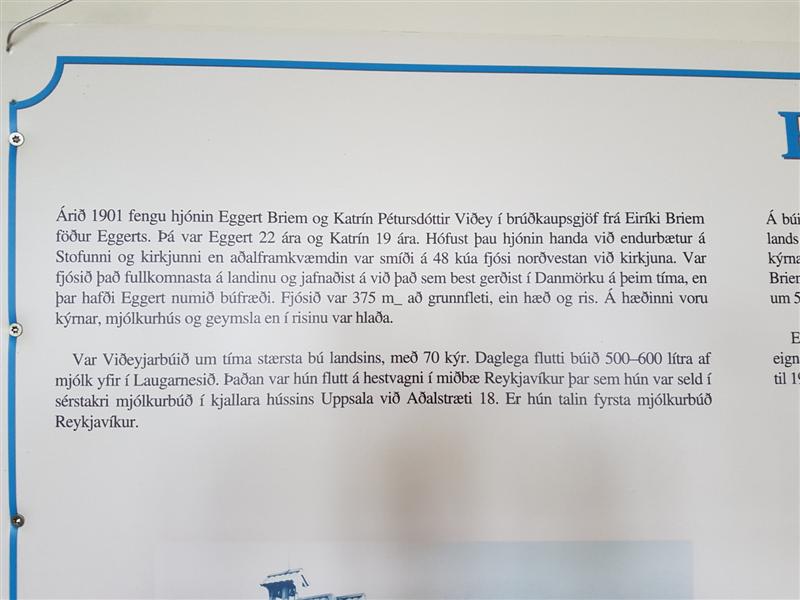 Árið 1901 fengu hjónin Eggert Briem og Katrín Pétursdóttir Viðey í brúðkaupsgjöf frá Eiríki Briem
föður Eggerts. Þá var Eggert 22 ára og Katrín 19 ára. Hófust þau hjónin handa við endurbætur á
Stofunni og kirkjunni en aðalframkvæmdin var smíði á 48 kúa fjósi norðvestan við kirkjuna. Var
fjósið það fullkomnasta á landinu og jafnaðist á við það sem best gerðist í Danmörku á þeim tíma, en
þar hafði Eggert numið búfræði. Fjósið var 375 m_ að grunnfleti, ein hæð og ris. Á hæðinni voru
kýrnar, mjólkurhús og geymsla en í risinu var hlaða.
Var Viðeyjarbúið um tíma stærsta bú landsins, með 70 kýr. Daglega flutti búið 500–600 lítra af
mjólk yfir í Laugarnesið. Þaðan var hún flutt á hestvagni í miðbæ Reykjavíkur þar sem hún var seld í
sérstakri mjólkurbúð í kjallara hússins Uppsala við Aðalstræti 18. Er hún talin fyrsta mjólkurbúð
Reykjavíkur.
Á búi
lands
kýrna
Briem
um 5
E
eign
til 19